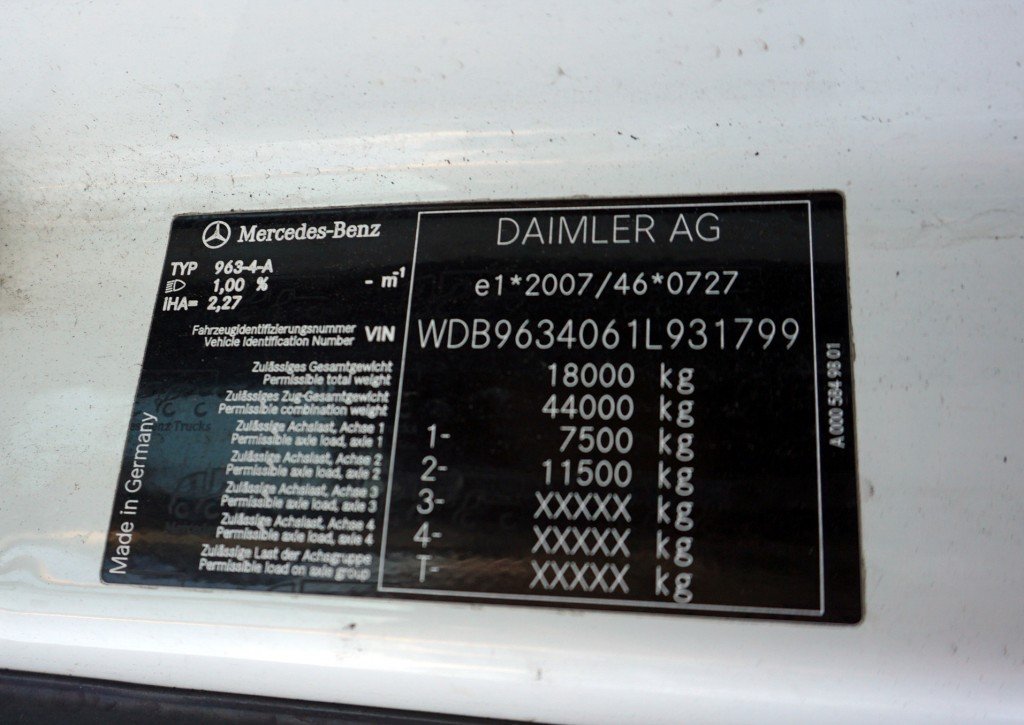 Mercedes-Benz
TYP 963-4-A
1,00 % - m-1
IHA= 2,27
DAIMLER AG
e1*2007/46*0727
Fahrzeugidentifizierungsnummer
Vehicle Identification Number VIN WDB9634061L931799
Zulässiges Gesamtgewicht
Permissible total weight 18000 kg
Zulässiges Zug-Gesamtgewicht
Permissible combination weight 44000 kg
Zulässige Achslast, Achse 1
Permissible axle load, axle 1 1- 7500 kg
Zulässige Achslast, Achse 2
Permissible axle load, axle 2 2- 11500 kg
Zulässige Achslast, Achse 3
Permissible axle load, axle 3 3- XXXXX kg
Zulässige Achslast, Achse 4
Permissible axle load, axle 4 4- XXXXX kg
Zulässige Last der Achsgruppe
Permissible load on axle group T- XXXXX kg
Made in Germany
A 000 584 98 01